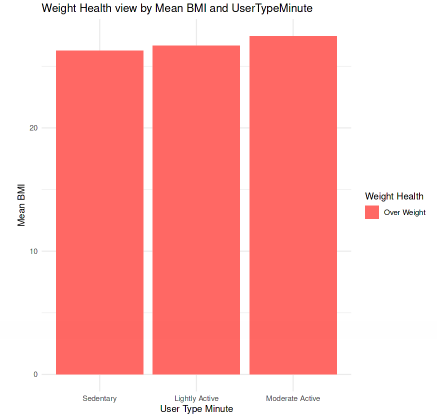 Weight Health view by Mean BMI and UserTypeMinute
Mean BMI
20
10
0
Sedentary
Lightly Active
Moderate Active
User Type Minute
Weight Health
Over Weight